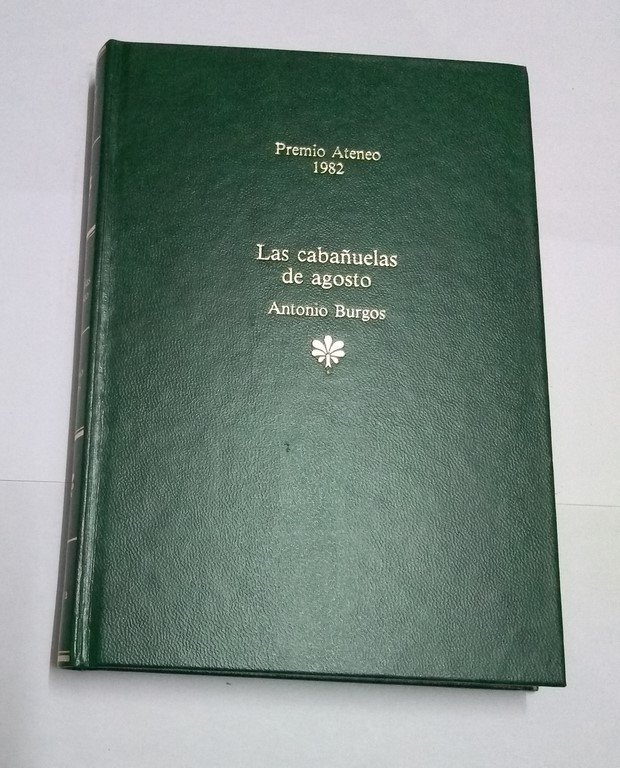 Premio Ateneo
1982
Las cabañuelas
de agosto
Antonio Burgos